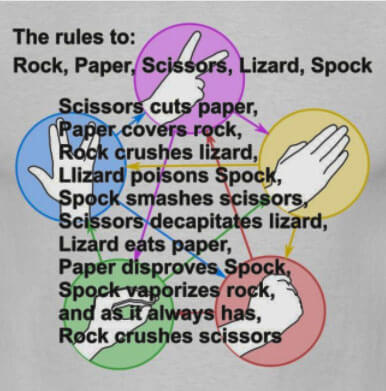 The rules to:
Rock, Paper, Scissors, Lizard, Spock
Scissors cuts paper,
Paper covers rock,
Rock crushes lizard,
Llizard poisons Spock,
Spock smashes scissors,
Scissors decapitates lizard,
Lizard eats paper,
Paper disproves Spock,
Spock vaporizes rock,
and as it always has,
Rock crushes scissors